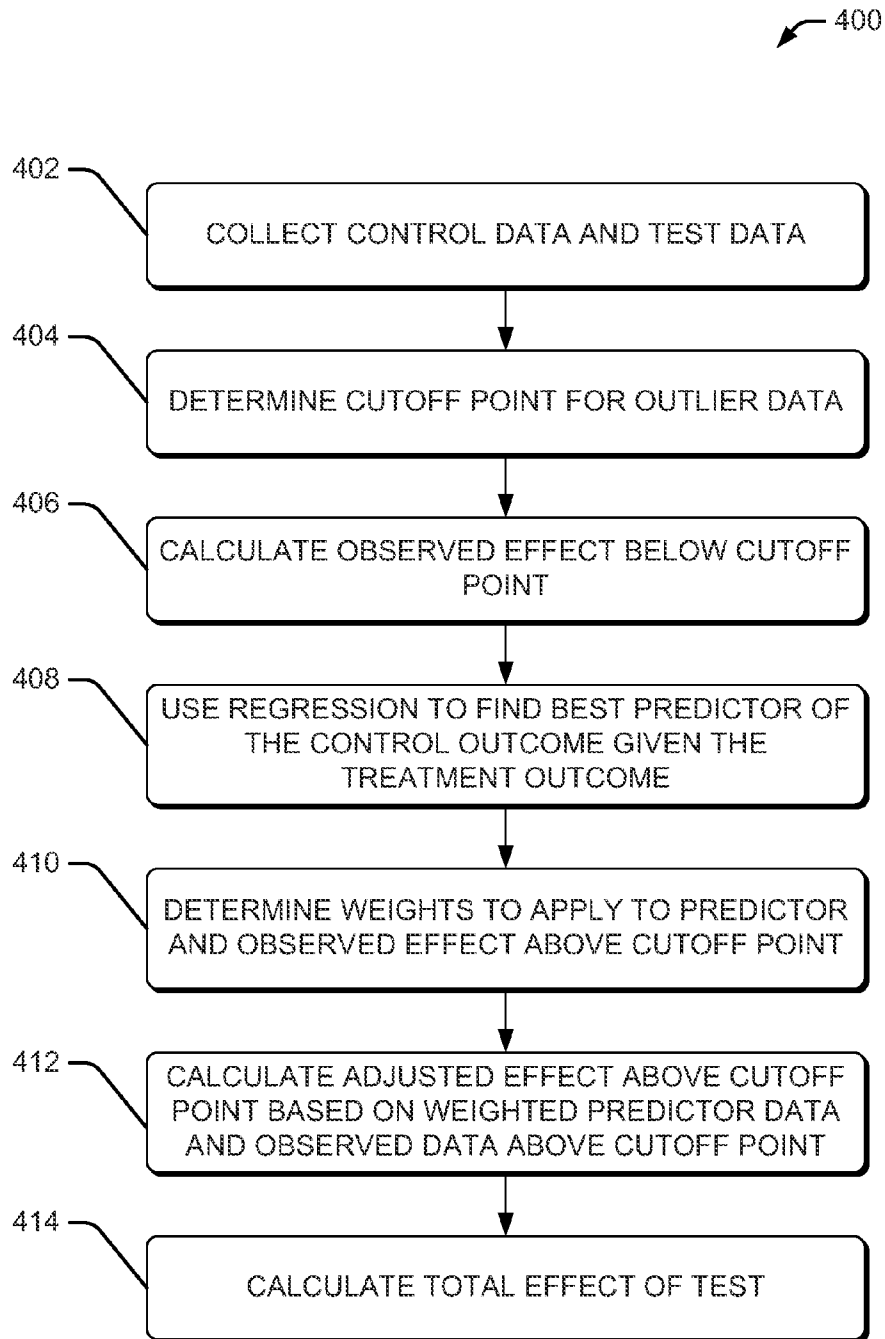 400
402
COLLECT CONTROL DATA AND TEST DATA
404
DETERMINE CUTOFF POINT FOR OUTLIER DATA
406
CALCULATE OBSERVED EFFECT BELOW CUTOFF
POINT
408
USE REGRESSION TO FIND BEST PREDICTOR OF
THE CONTROL OUTCOME GIVEN THE
TREATMENT OUTCOME
410
DETERMINE WEIGHTS TO APPLY TO PREDICTOR
AND OBSERVED EFFECT ABOVE CUTOFF POINT
412
CALCULATE ADJUSTED EFFECT ABOVE CUTOFF
POINT BASED ON WEIGHTED PREDICTOR DATA
AND OBSERVED DATA ABOVE CUTOFF POINT
414
CALCULATE TOTAL EFFECT OF TEST